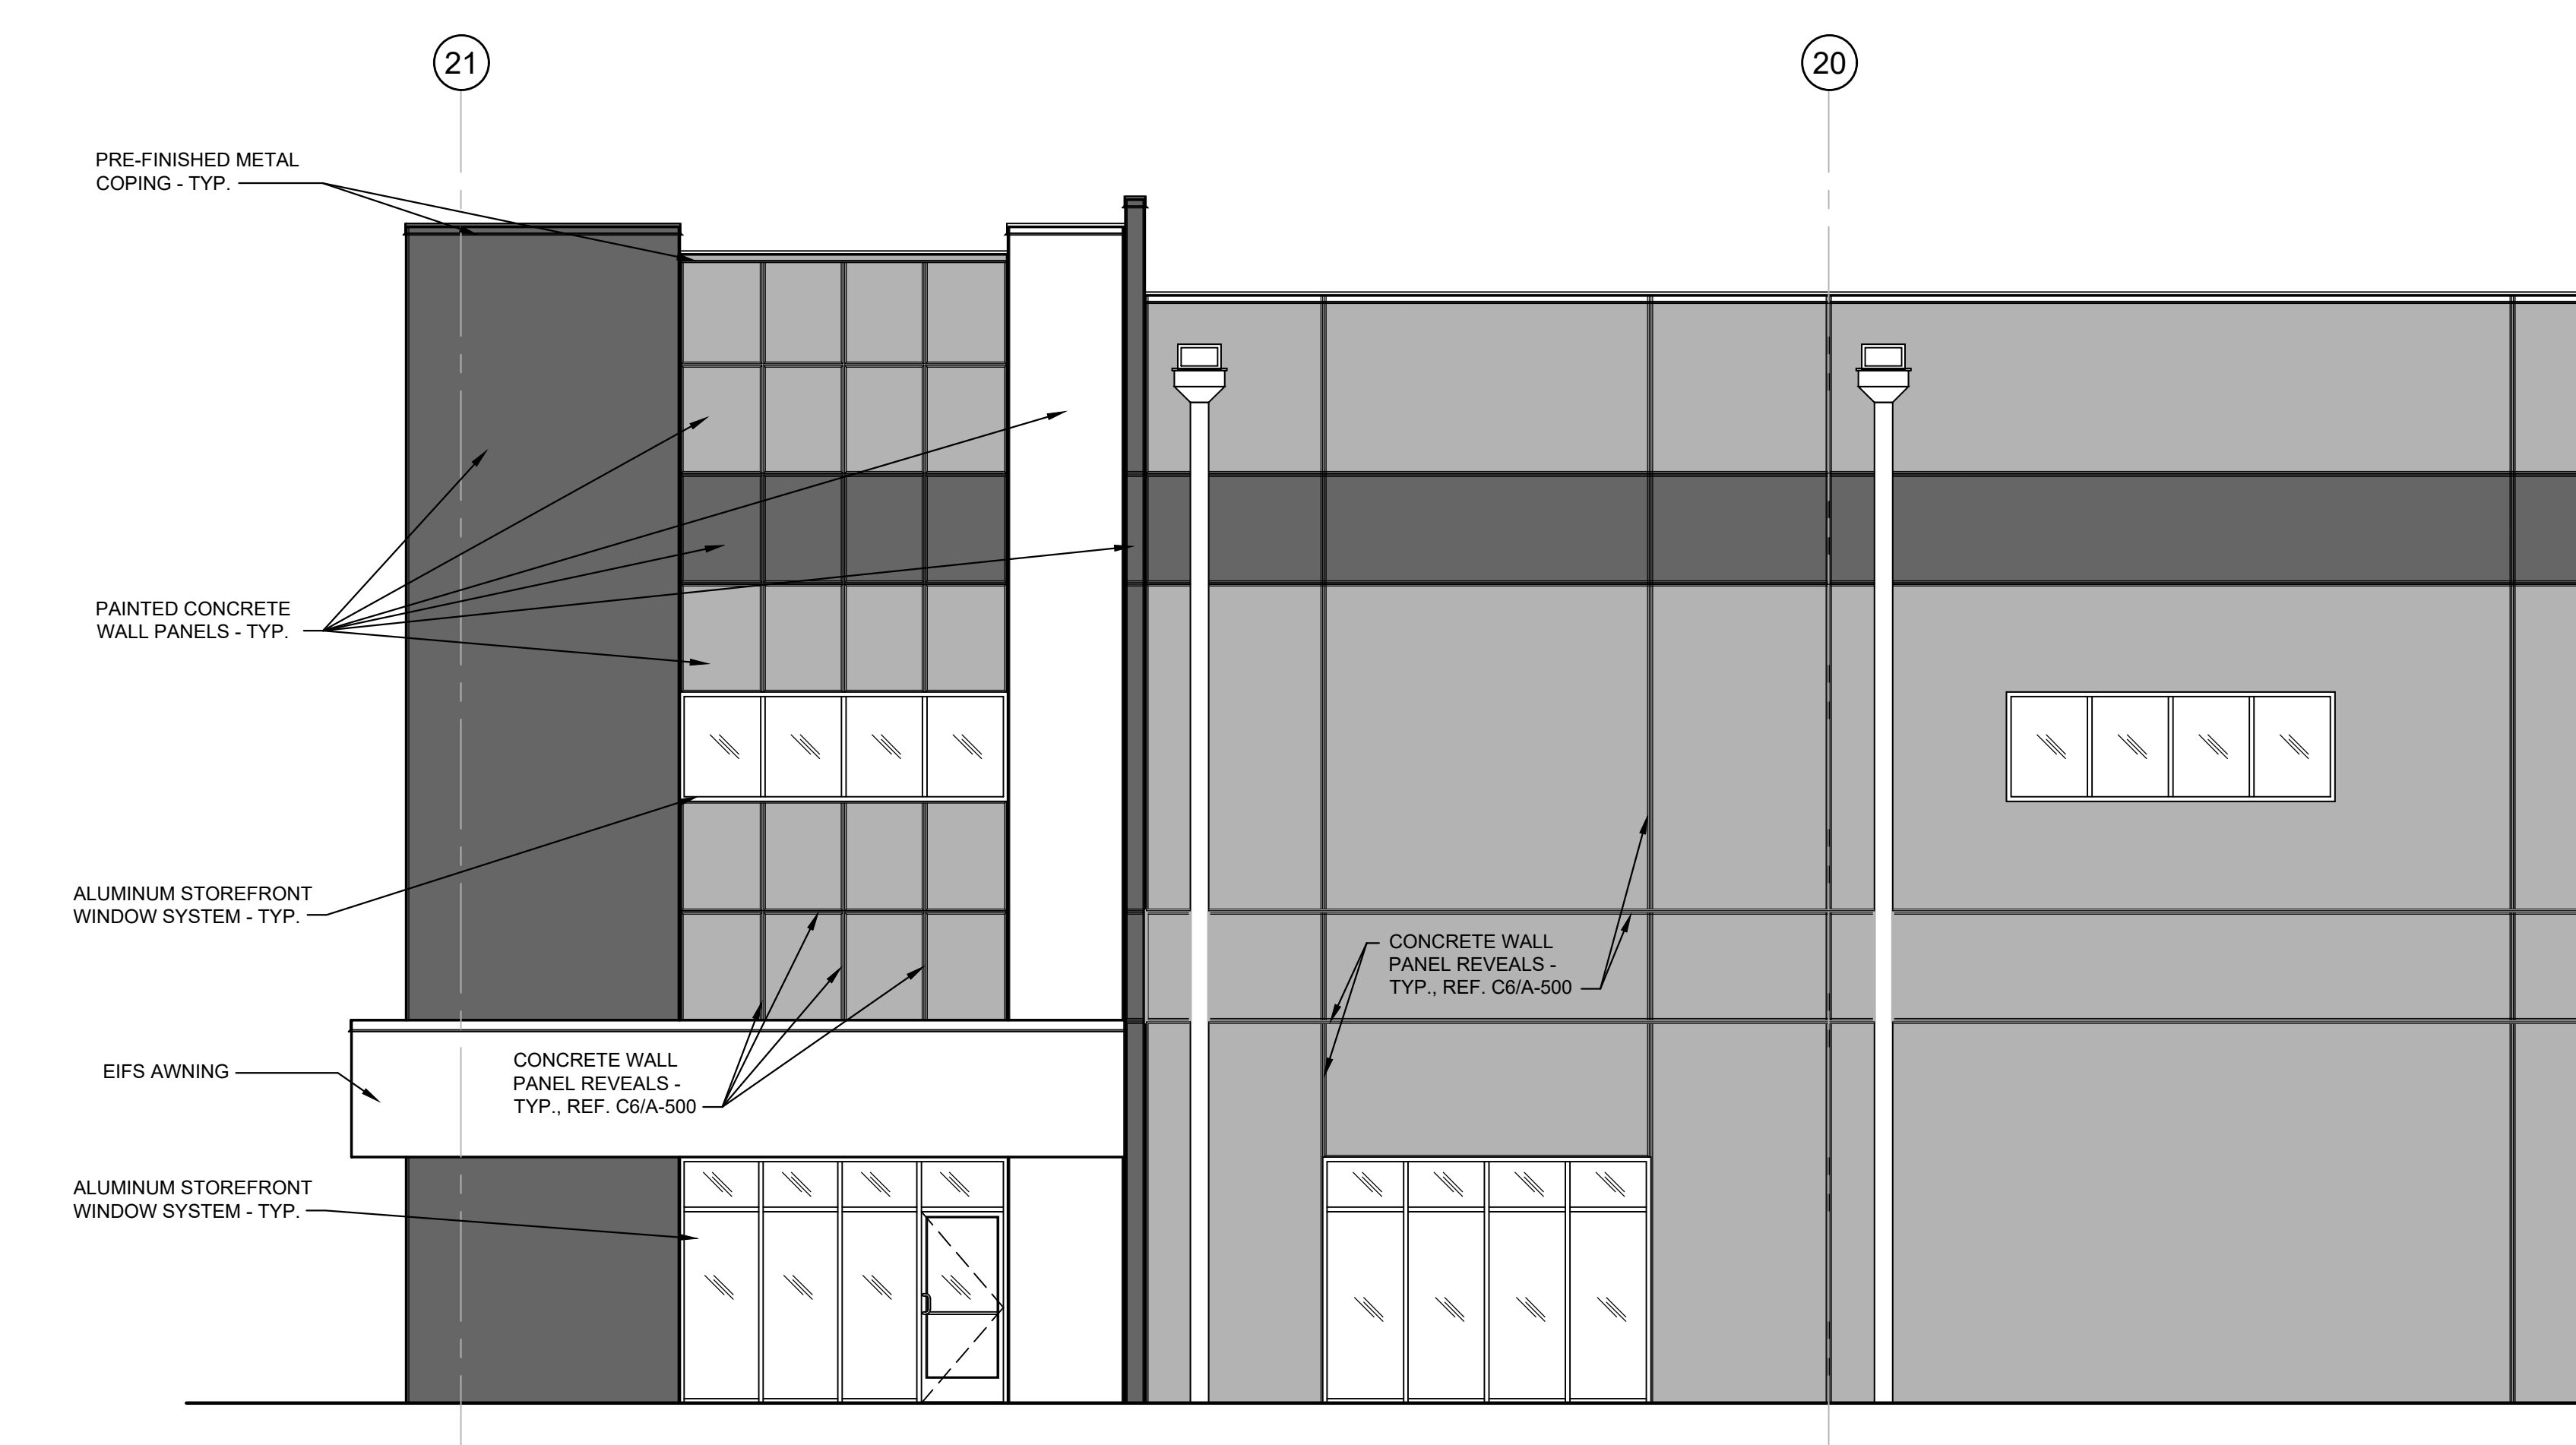 21
20
PRE-FINISHED METAL
COPING - TYP.
PAINTED CONCRETE
WALL PANELS - TYP.
ALUMINUM STOREFRONT
WINDOW SYSTEM - TYP.
CONCRETE WALL
PANEL REVEALS -
TYP., REF. C6/A-500
EIFS AWNING
CONCRETE WALL
PANEL REVEALS -
TYP., REF. C6/A-500
ALUMINUM STOREFRONT
WINDOW SYSTEM - TYP.